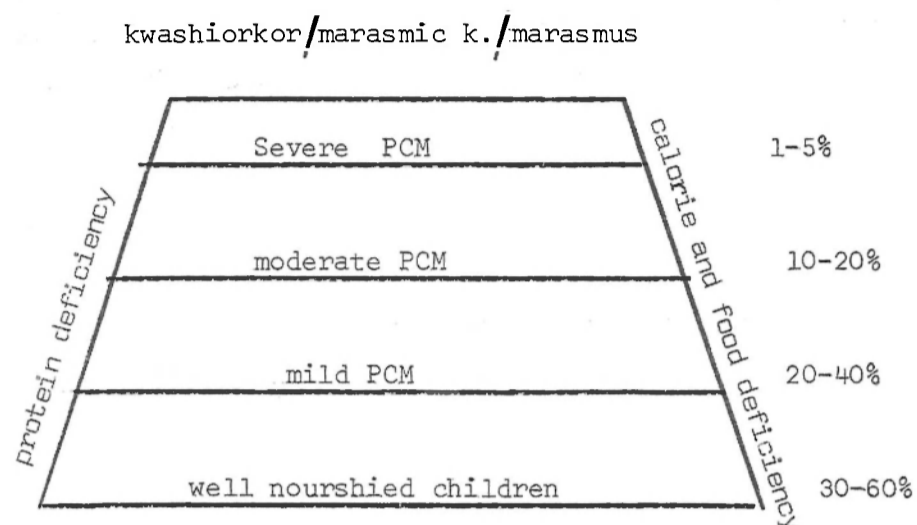 kwashiorkor/marasmic k./marasmus
Severe PCM 1-5%
moderate PCM 10-20%
mild PCM 20-40%
well nourshied children 30-60%
protein deficiency
calorie and food deficiency